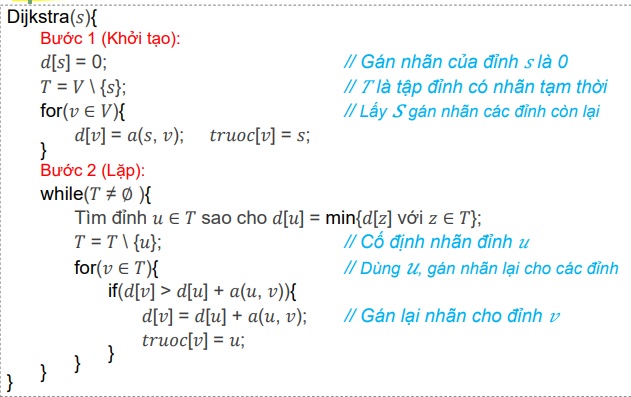 Dijkstra(s){
Bước 1 (Khởi tạo):
d[s] = 0; // Gán nhãn của đỉnh s là 0
T = V \ {s}; // T là tập đỉnh có nhãn tạm thời
for(v ∈ V){ // Lấy S gán nhãn các đỉnh còn lại
d[v] = a(s, v); truoc[v] = s;
}
Bước 2 (Lặp):
while(T ≠ ∅ ){
Tìm đỉnh u ∈ T sao cho d[u] = min{d[z] với z ∈ T};
T = T \ {u}; // Cố định nhãn đỉnh u
for(v ∈ T){ // Dùng u, gán nhãn lại cho các đỉnh
if(d[v] > d[u] + a(u, v)){
d[v] = d[u] + a(u, v); // Gán lại nhãn cho đỉnh v
truoc[v] = u;
}
}
}
}